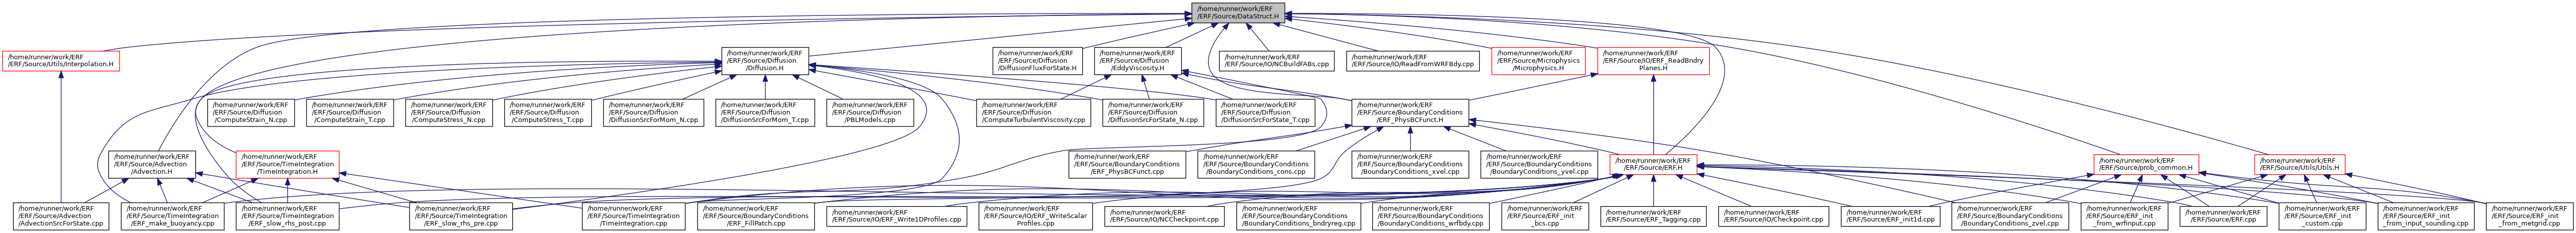 /home/runner/work/ERF
/ERF/Source/DataStruct.H
/home/runner/work/ERF
/ERF/Source/Utils/Interpolation.H
/home/runner/work/ERF
/ERF/Source/Diffusion
/Diffusion.H
/home/runner/work/ERF
/ERF/Source/Diffusion
/DiffusionFluxForState.H
/home/runner/work/ERF
/ERF/Source/Diffusion
/EddyViscosity.H
/home/runner/work/ERF
/ERF/Source/IO/NCBuildFABs.cpp
/home/runner/work/ERF
/ERF/Source/IO/ReadFromWRFBdy.cpp
/home/runner/work/ERF
/ERF/Source/Microphysics
/Microphysics.H
/home/runner/work/ERF
/ERF/Source/IO/ERF_ReadBndry
Planes.H
/home/runner/work/ERF
/ERF/Source/Diffusion
/ComputeStrain_N.cpp
/home/runner/work/ERF
/ERF/Source/Diffusion
/ComputeStrain_T.cpp
/home/runner/work/ERF
/ERF/Source/Diffusion
/ComputeStress_N.cpp
/home/runner/work/ERF
/ERF/Source/Diffusion
/ComputeStress_T.cpp
/home/runner/work/ERF
/ERF/Source/Diffusion
/DiffusionSrcForMom_N.cpp
/home/runner/work/ERF
/ERF/Source/Diffusion
/DiffusionSrcForMom_T.cpp
/home/runner/work/ERF
/ERF/Source/Diffusion
/PBLModels.cpp
/home/runner/work/ERF
/ERF/Source/Diffusion
/ComputeTurbulentViscosity.cpp
/home/runner/work/ERF
/ERF/Source/Diffusion
/DiffusionSrcForState_N.cpp
/home/runner/work/ERF
/ERF/Source/Diffusion
/DiffusionSrcForState_T.cpp
/home/runner/work/ERF
/ERF/Source/BoundaryConditions
/ERF_PhysBCFunct.H
/home/runner/work/ERF
/ERF/Source/Advection
/Advection.H
/home/runner/work/ERF
/ERF/Source/TimeIntegration
/TimeIntegration.H
/home/runner/work/ERF
/ERF/Source/BoundaryConditions
/ERF_PhysBCFunct.cpp
/home/runner/work/ERF
/ERF/Source/BoundaryConditions
/BoundaryConditions_cons.cpp
/home/runner/work/ERF
/ERF/Source/BoundaryConditions
/BoundaryConditions_xvel.cpp
/home/runner/work/ERF
/ERF/Source/BoundaryConditions
/BoundaryConditions_yvel.cpp
/home/runner/work/ERF
/ERF/Source/ERF.H
/home/runner/work/ERF
/ERF/Source/prob_common.H
/home/runner/work/ERF
/ERF/Source/Utils/Utils.H
/home/runner/work/ERF
/ERF/Source/Advection
/AdvectionSrcForState.cpp
/home/runner/work/ERF
/ERF/Source/TimeIntegration
/ERF_make_buoyancy.cpp
/home/runner/work/ERF
/ERF/Source/TimeIntegration
/ERF_slow_rhs_post.cpp
/home/runner/work/ERF
/ERF/Source/TimeIntegration
/ERF_slow_rhs_pre.cpp
/home/runner/work/ERF
/ERF/Source/TimeIntegration
/TimeIntegration.cpp
/home/runner/work/ERF
/ERF/Source/BoundaryConditions
/ERF_FillPatch.cpp
/home/runner/work/ERF
/ERF/Source/IO/ERF_Write1DProfiles.cpp
/home/runner/work/ERF
/ERF/Source/IO/ERF_WriteScalar
Profiles.cpp
/home/runner/work/ERF
/ERF/Source/IO/NCCheckpoint.cpp
/home/runner/work/ERF
/ERF/Source/BoundaryConditions
/BoundaryConditions_bndryreg.cpp
/home/runner/work/ERF
/ERF/Source/BoundaryConditions
/BoundaryConditions_wrfbdy.cpp
/home/runner/work/ERF
/ERF/Source/ERF_init
_bcs.cpp
/home/runner/work/ERF
/ERF/Source/ERF_Tagging.cpp
/home/runner/work/ERF
/ERF/Source/IO/Checkpoint.cpp
/home/runner/work/ERF
/ERF/Source/ERF_init1d.cpp
/home/runner/work/ERF
/ERF/Source/BoundaryConditions
/BoundaryConditions_zvel.cpp
/home/runner/work/ERF
/ERF/Source/ERF_init
_from_wrfinput.cpp
/home/runner/work/ERF
/ERF/Source/ERF.cpp
/home/runner/work/ERF
/ERF/Source/ERF_init
_custom.cpp
/home/runner/work/ERF
/ERF/Source/ERF_init
_from_input_sounding.cpp
/home/runner/work/ERF
/ERF/Source/ERF_init
_from_metgrid.cpp